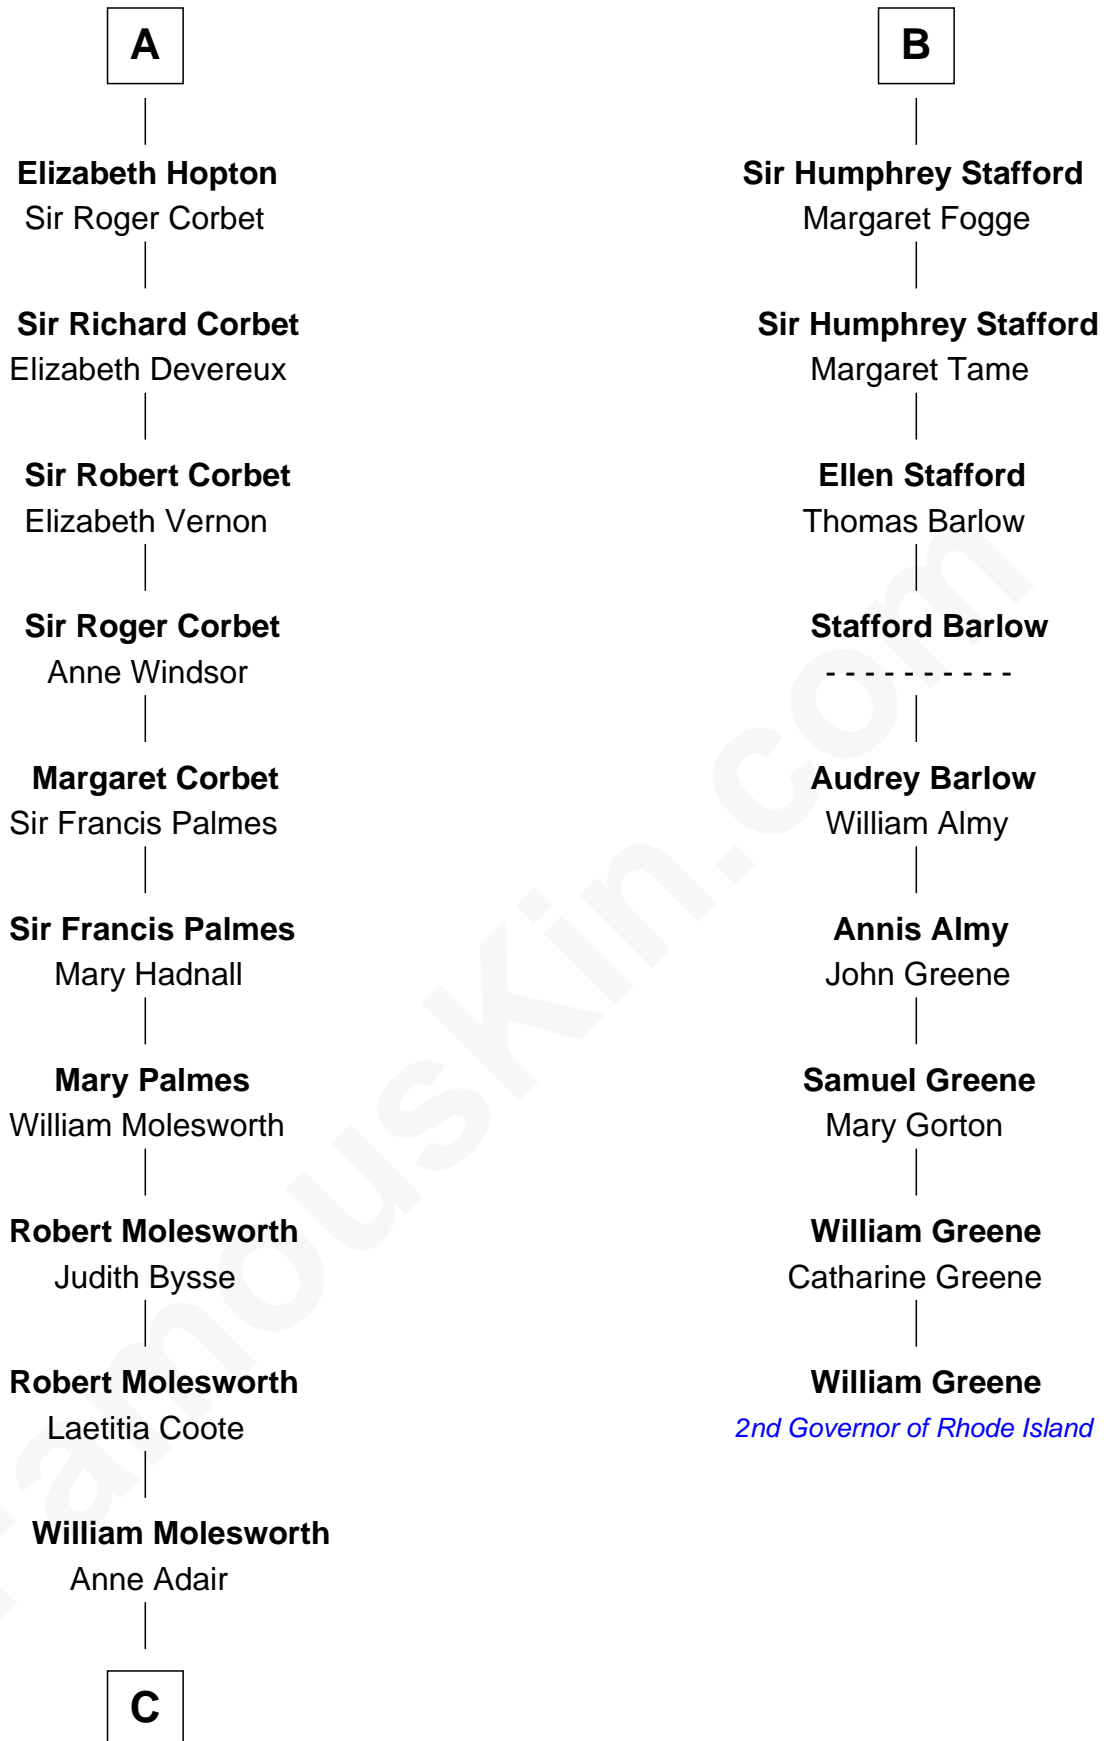 A
Elizabeth Hopton
Sir Roger Corbet
Sir Richard Corbet
Elizabeth Devereux
Sir Robert Corbet
Elizabeth Vernon
Sir Roger Corbet
Anne Windsor
Margaret Corbet
Sir Francis Palmes
Sir Francis Palmes
Mary Hadnall
Mary Palmes
William Molesworth
Robert Molesworth
Judith Bysse
Robert Molesworth
Laetitia Coote
William Molesworth
Anne Adair
C
B
Sir Humphrey Stafford
Margaret Fogge
Sir Humphrey Stafford
Margaret Tame
Ellen Stafford
Thomas Barlow
Stafford Barlow
- - - - - - - - - -
Audrey Barlow
William Almy
Annis Almy
John Greene
Samuel Greene
Mary Gorton
William Greene
Catharine Greene
William Greene
2nd Governor of Rhode Island
FamousKin.com